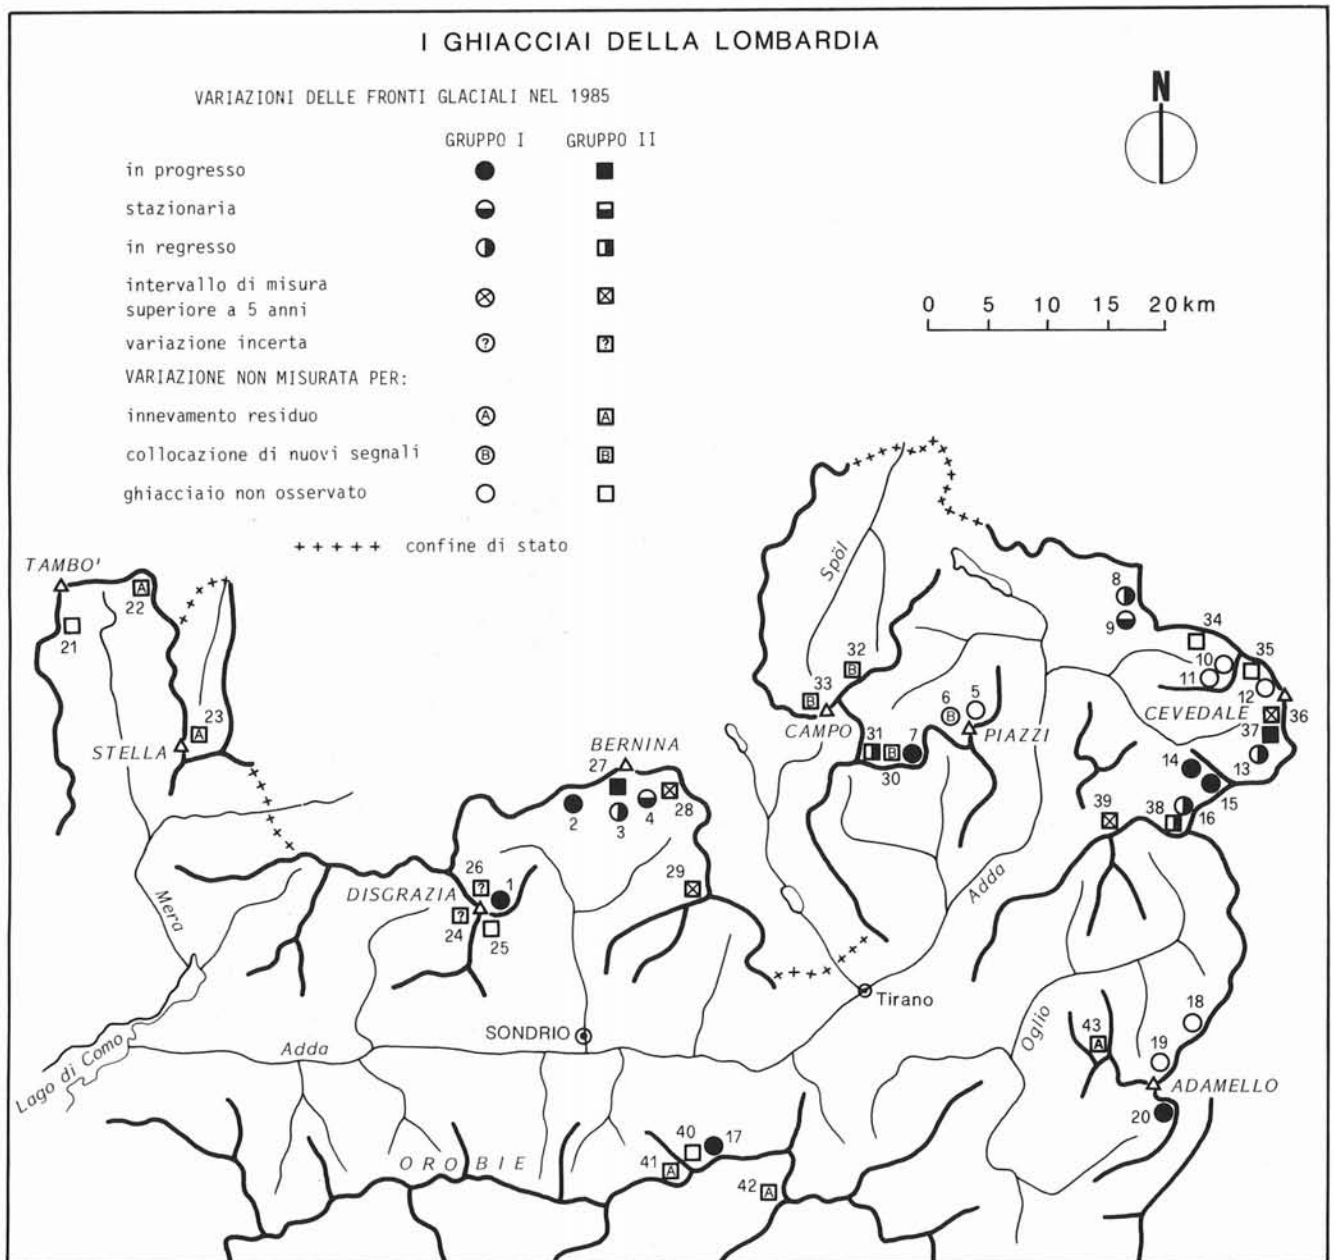 I GHIACCIAI DELLA LOMBARDIA
VARIAZIONI DELLE FRONTI GLACIALI NEL 1985
N
GRUPPO I GRUPPO II
in progresso
stazionaria
in regresso
intervallo di misura
superiore a 5 anni
variazione incerta
? ?
VARIAZIONE NON MISURATA PER:
innevamento residuo
A A
collocazione di nuovi segnali
B B
ghiacciaio non osservato
+ + + + + confine di stato
0 5 10 15 20 km
TAMBO'
22
A
21
23
A
STELLA
Spöl
8
9
34
10
11
35
12
CEVEDALE
36
37
13
14
15
16
38
39
32
B
33
B
CAMPO
6
B
5
PIAZZI
31
B
30
7
BERNINA
27
2
3
4
28
29
26
?
1
DISGRAZIA
24
?
25
Mera
Adda
Tirano
SONDRIO
Adda
Lago di Como
Oglio
18
43
A
19
ADAMELLO
20
OROBIE
40
17
41
A
42
A